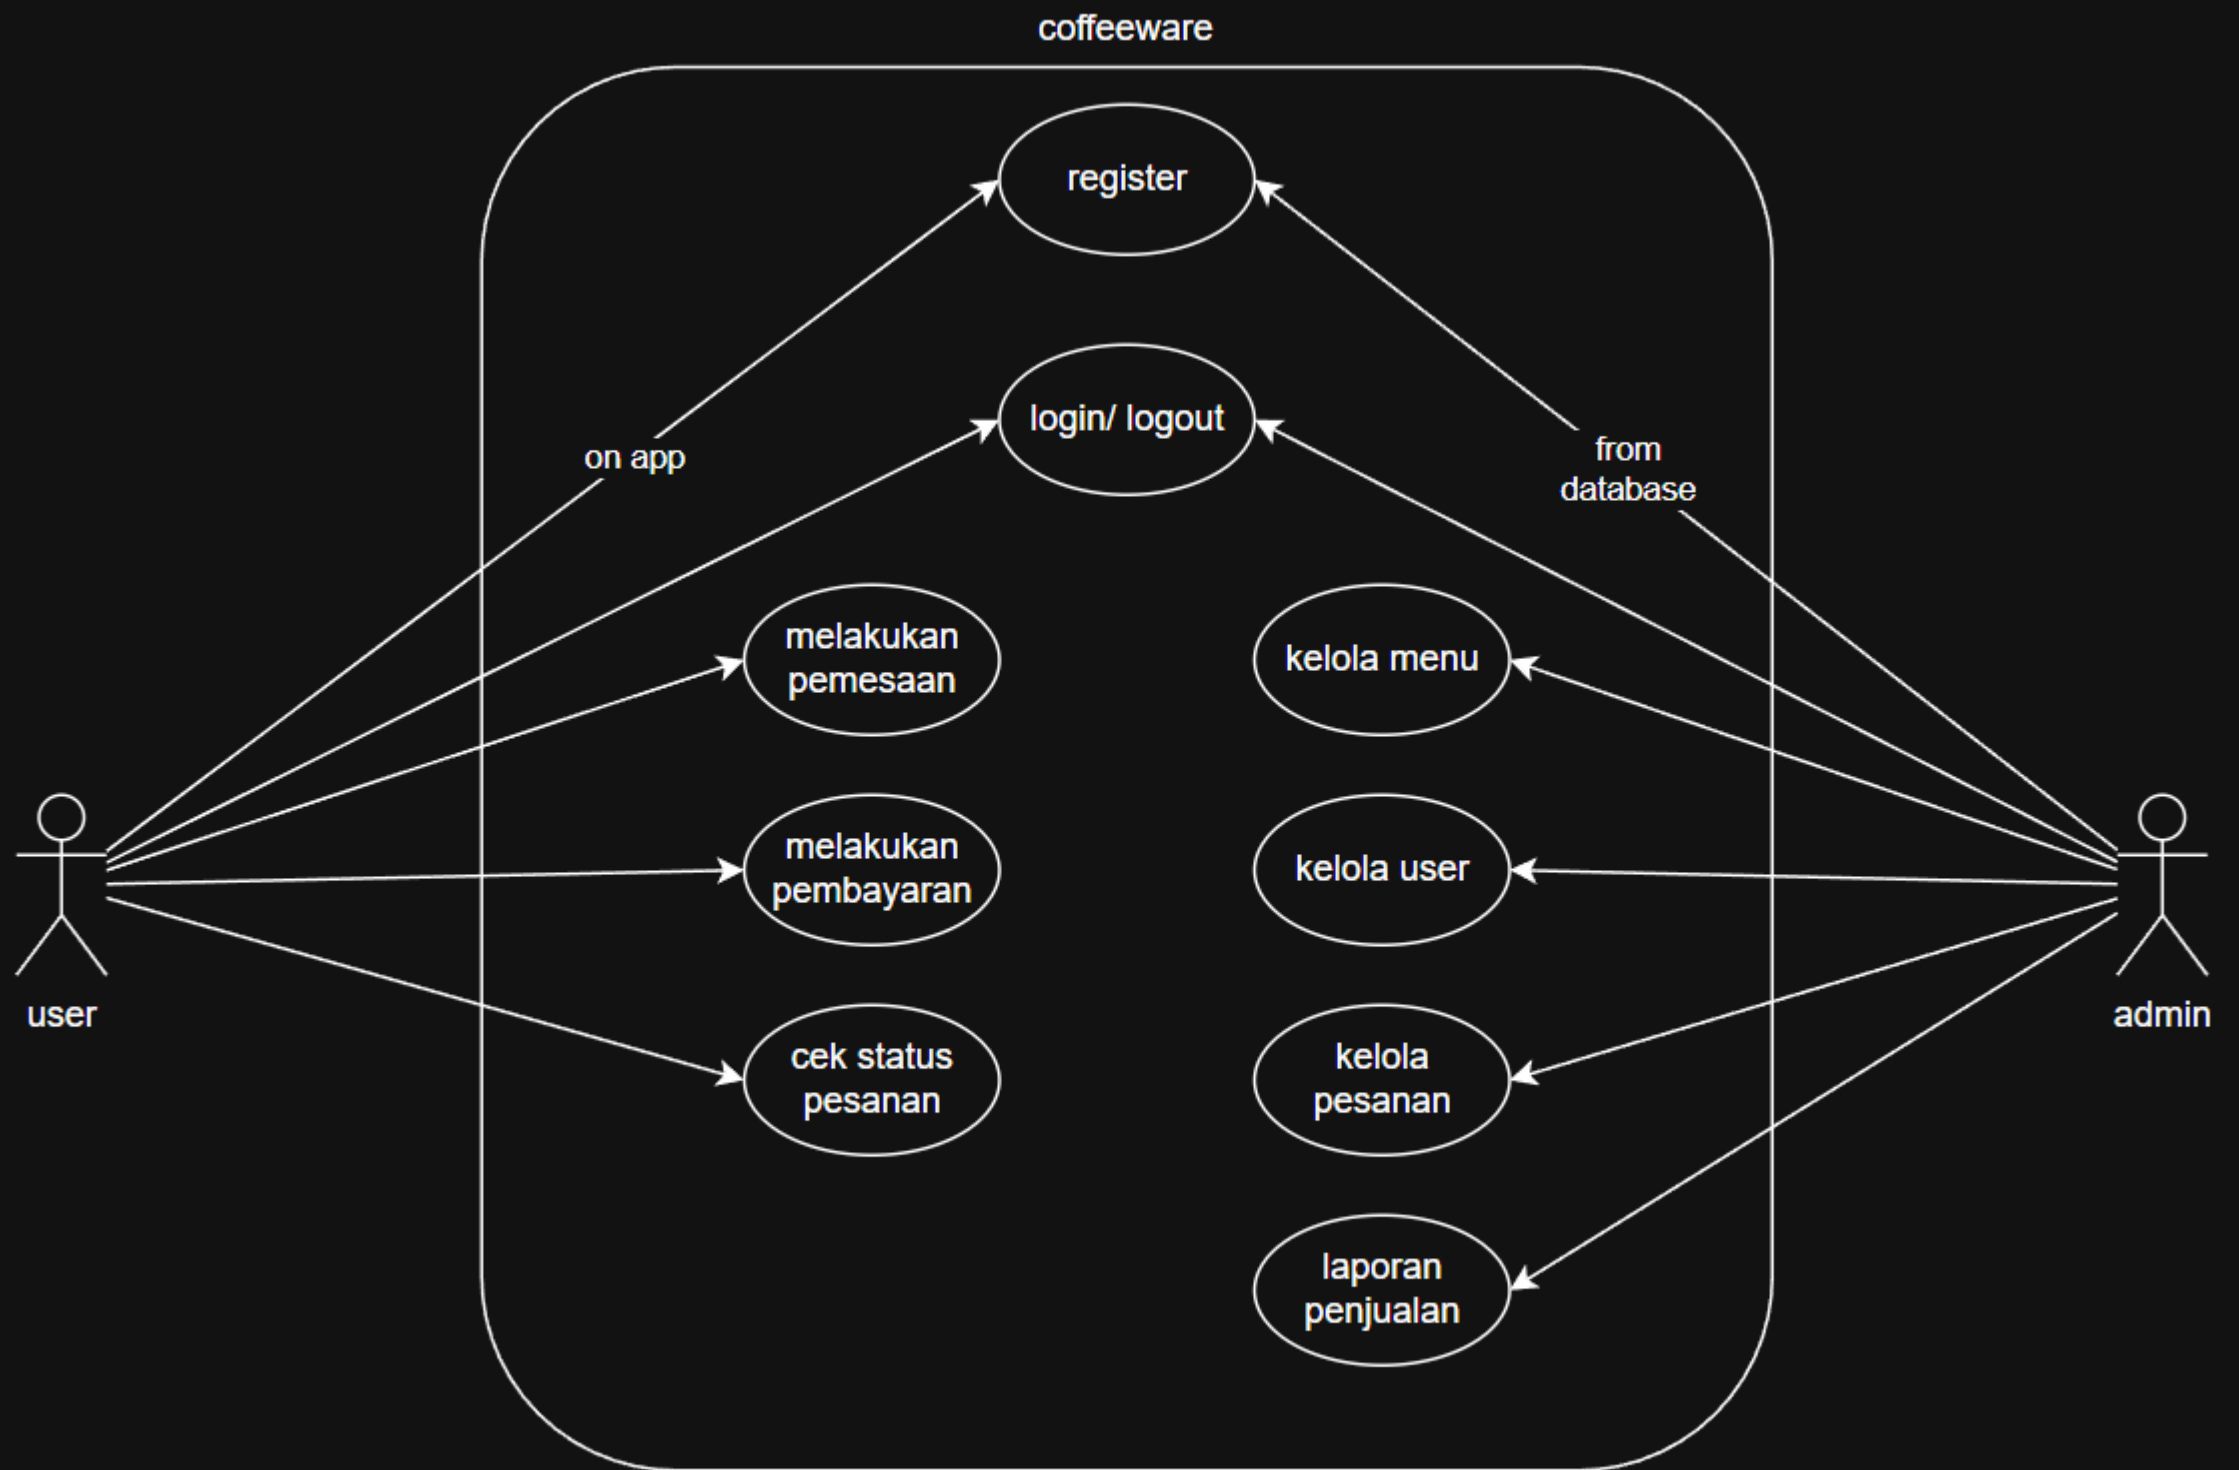 coffeeware
register
login/ logout
on app
from
database
melakukan
pemesaan
kelola menu
melakukan
pembayaran
kelola user
user
admin
cek status
pesanan
kelola
pesanan
laporan
penjualan